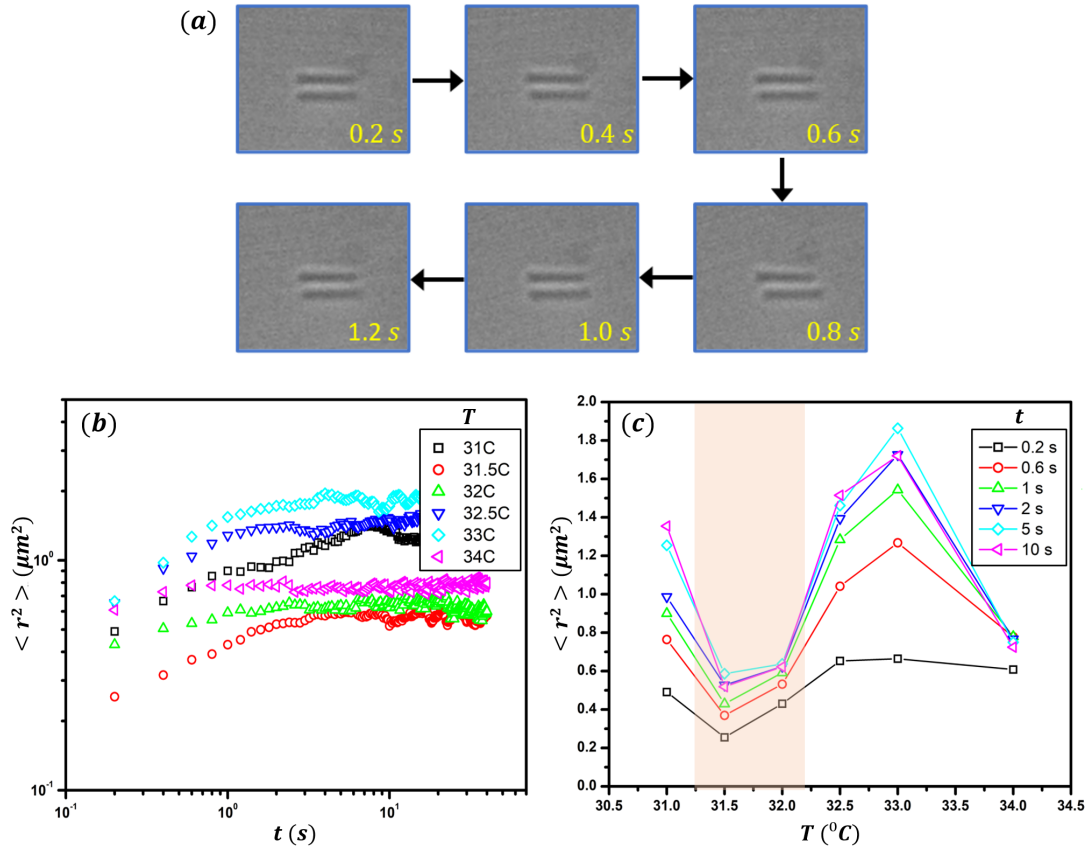 (a)
0.2 s
0.4 s
0.6 s
1.2 s
1.0 s
0.8 s
(b)
T
31C
31.5C
32C
32.5C
33C
34C
10⁰
10⁻¹
10⁻¹
10⁰
10¹
< r² > (μm²)
t (s)
(c)
t
0.2 s
0.6 s
1 s
2 s
5 s
10 s
2.0
1.8
1.6
1.4
1.2
1.0
0.8
0.6
0.4
0.2
0.0
30.5
31.0
31.5
32.0
32.5
33.0
33.5
34.0
34.5
< r² > (μm²)
T (⁰C)